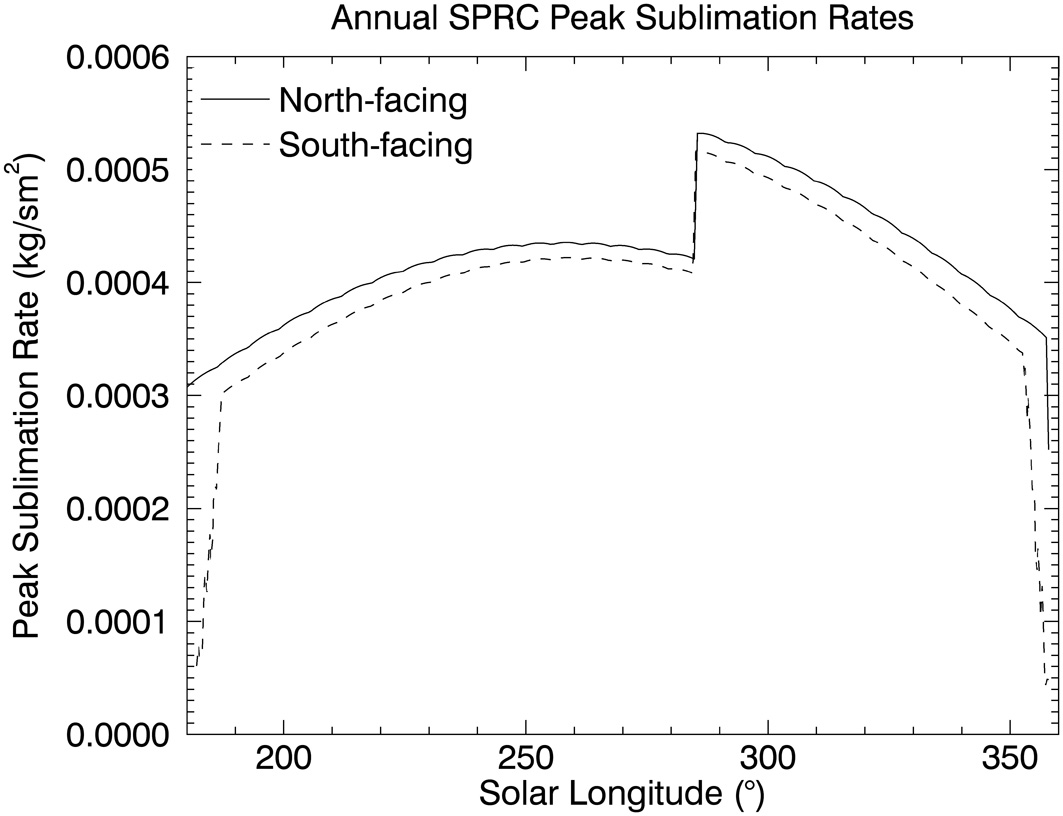 Annual SPRC Peak Sublimation Rates
North-facing
South-facing
Peak Sublimation Rate (kg/sm²)
0.0006
0.0005
0.0004
0.0003
0.0002
0.0001
0.0000
200 250 300 350
Solar Longitude (°)